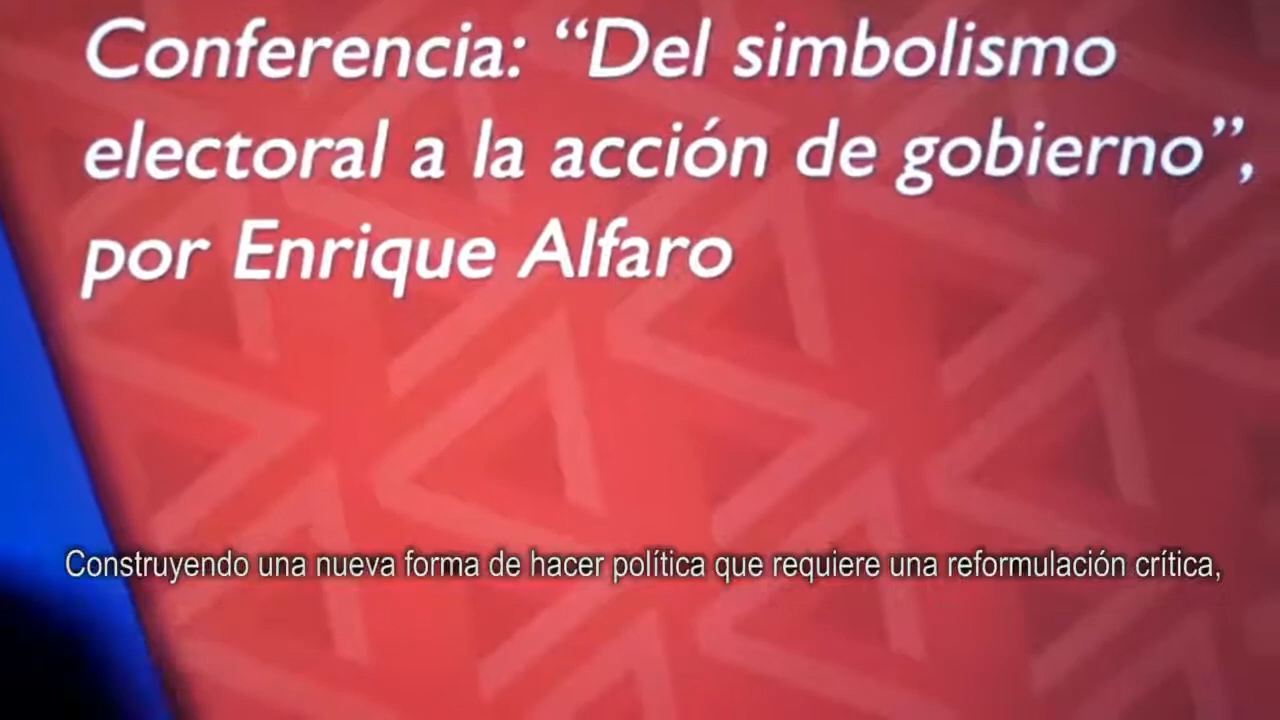 Conferencia: “Del simbolismo
electoral a la acción de gobierno”,
por Enrique Alfaro
Construyendo una nueva forma de hacer política que requiere una reformulación crítica,